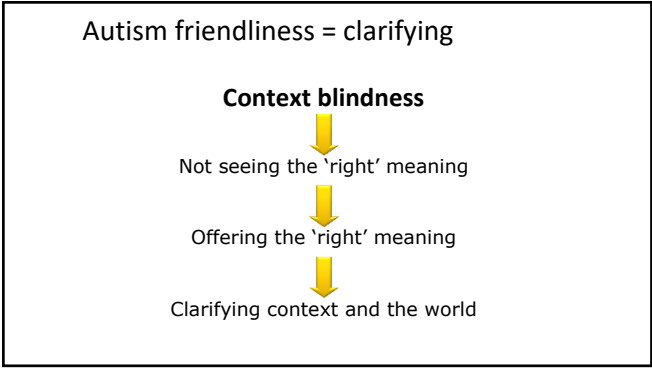 Autism friendliness = clarifying
Context blindness
Not seeing the ‘right’ meaning
Offering the ‘right’ meaning
Clarifying context and the world